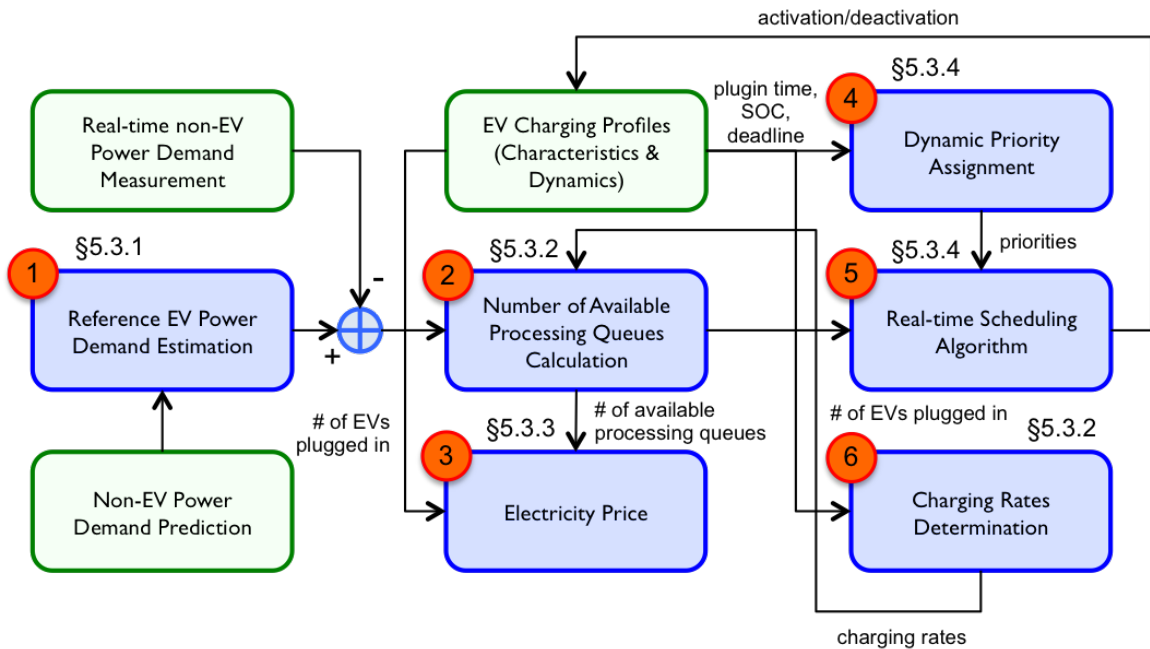 activation/deactivation
Real-time non-EV
Power Demand
Measurement
EV Charging Profiles
(Characteristics &
Dynamics)
plugin time,
SOC,
deadline
§5.3.4
4
Dynamic Priority
Assignment
priorities
§5.3.1
1
Reference EV Power
Demand Estimation
-
+
§5.3.2
2
Number of Available
Processing Queues
Calculation
§5.3.4
5
Real-time Scheduling
Algorithm
# of EVs
plugged in
# of available
processing queues
# of EVs plugged in
Non-EV Power
Demand Prediction
§5.3.3
3
Electricity Price
§5.3.2
6
Charging Rates
Determination
charging rates